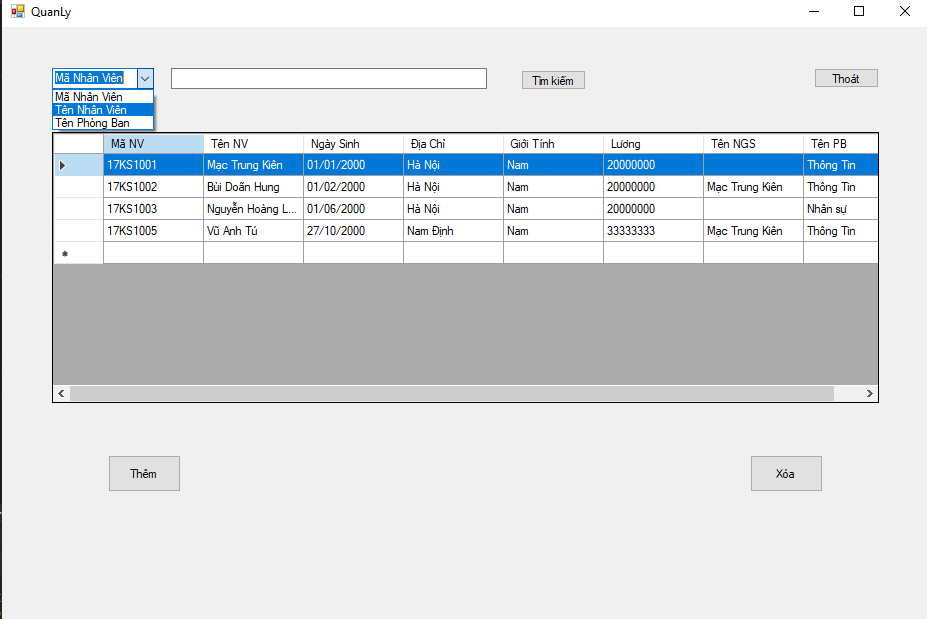 QuanLy
Mã Nhân Viên
Tìm kiếm
Thoát
Mã Nhân Viên
Tên Nhân Viên
Tên Phòng Ban
Mã NV Tên NV Ngày Sinh Địa Chỉ Giới Tính Lương Tên NGS Tên PB
17KS1001 Mạc Trung Kiên 01/01/2000 Hà Nội Nam 20000000 Thông Tin
17KS1002 Bùi Doãn Hung 01/02/2000 Hà Nội Nam 20000000 Mạc Trung Kiên Thông Tin
17KS1003 Nguyễn Hoàng L... 01/06/2000 Hà Nội Nam 20000000 Nhân sự
17KS1005 Vũ Anh Tú 27/10/2000 Nam Định Nam 33333333 Mạc Trung Kiên Thông Tin
Thêm
Xóa